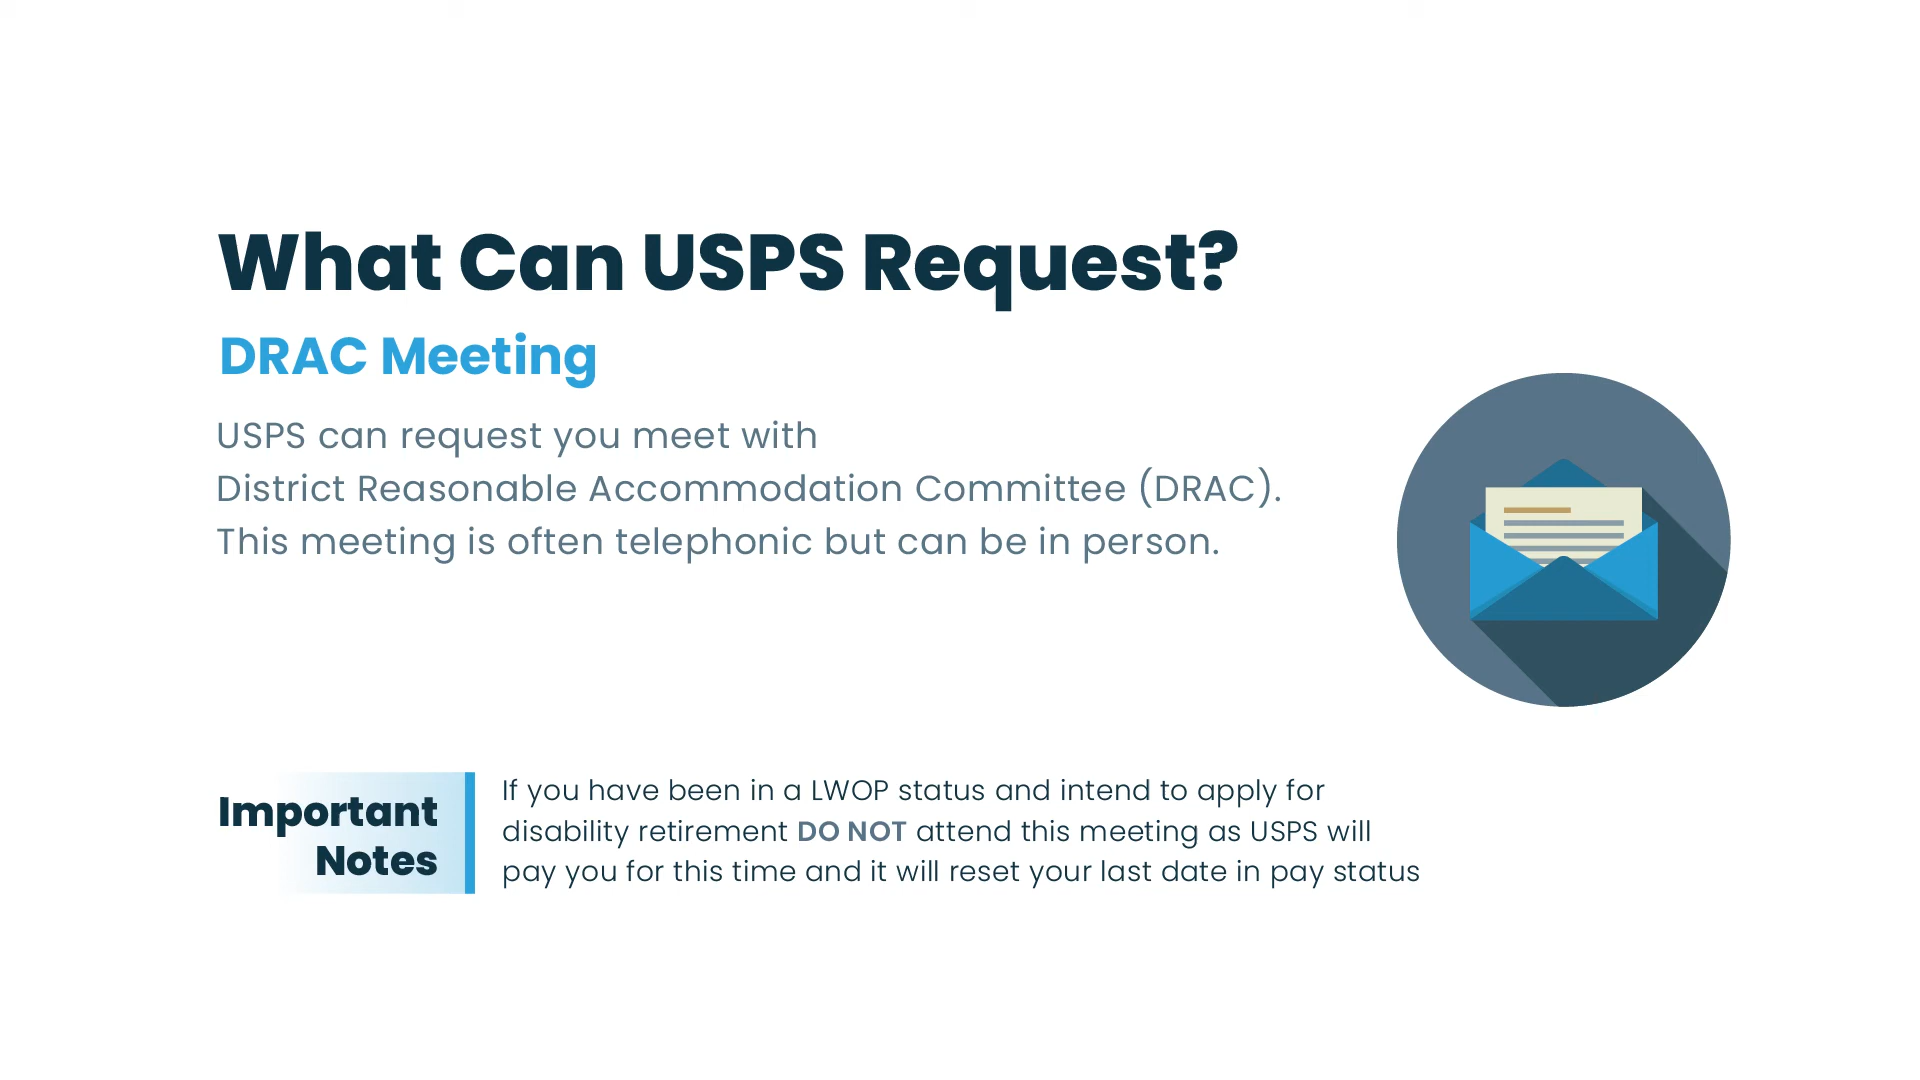 What Can USPS Request?
DRAC Meeting
USPS can request you meet with
District Reasonable Accommodation Committee (DRAC).
This meeting is often telephonic but can be in person.
Important
Notes
If you have been in a LWOP status and intend to apply for
disability retirement DO NOT attend this meeting as USPS will
pay you for this time and it will reset your last date in pay status